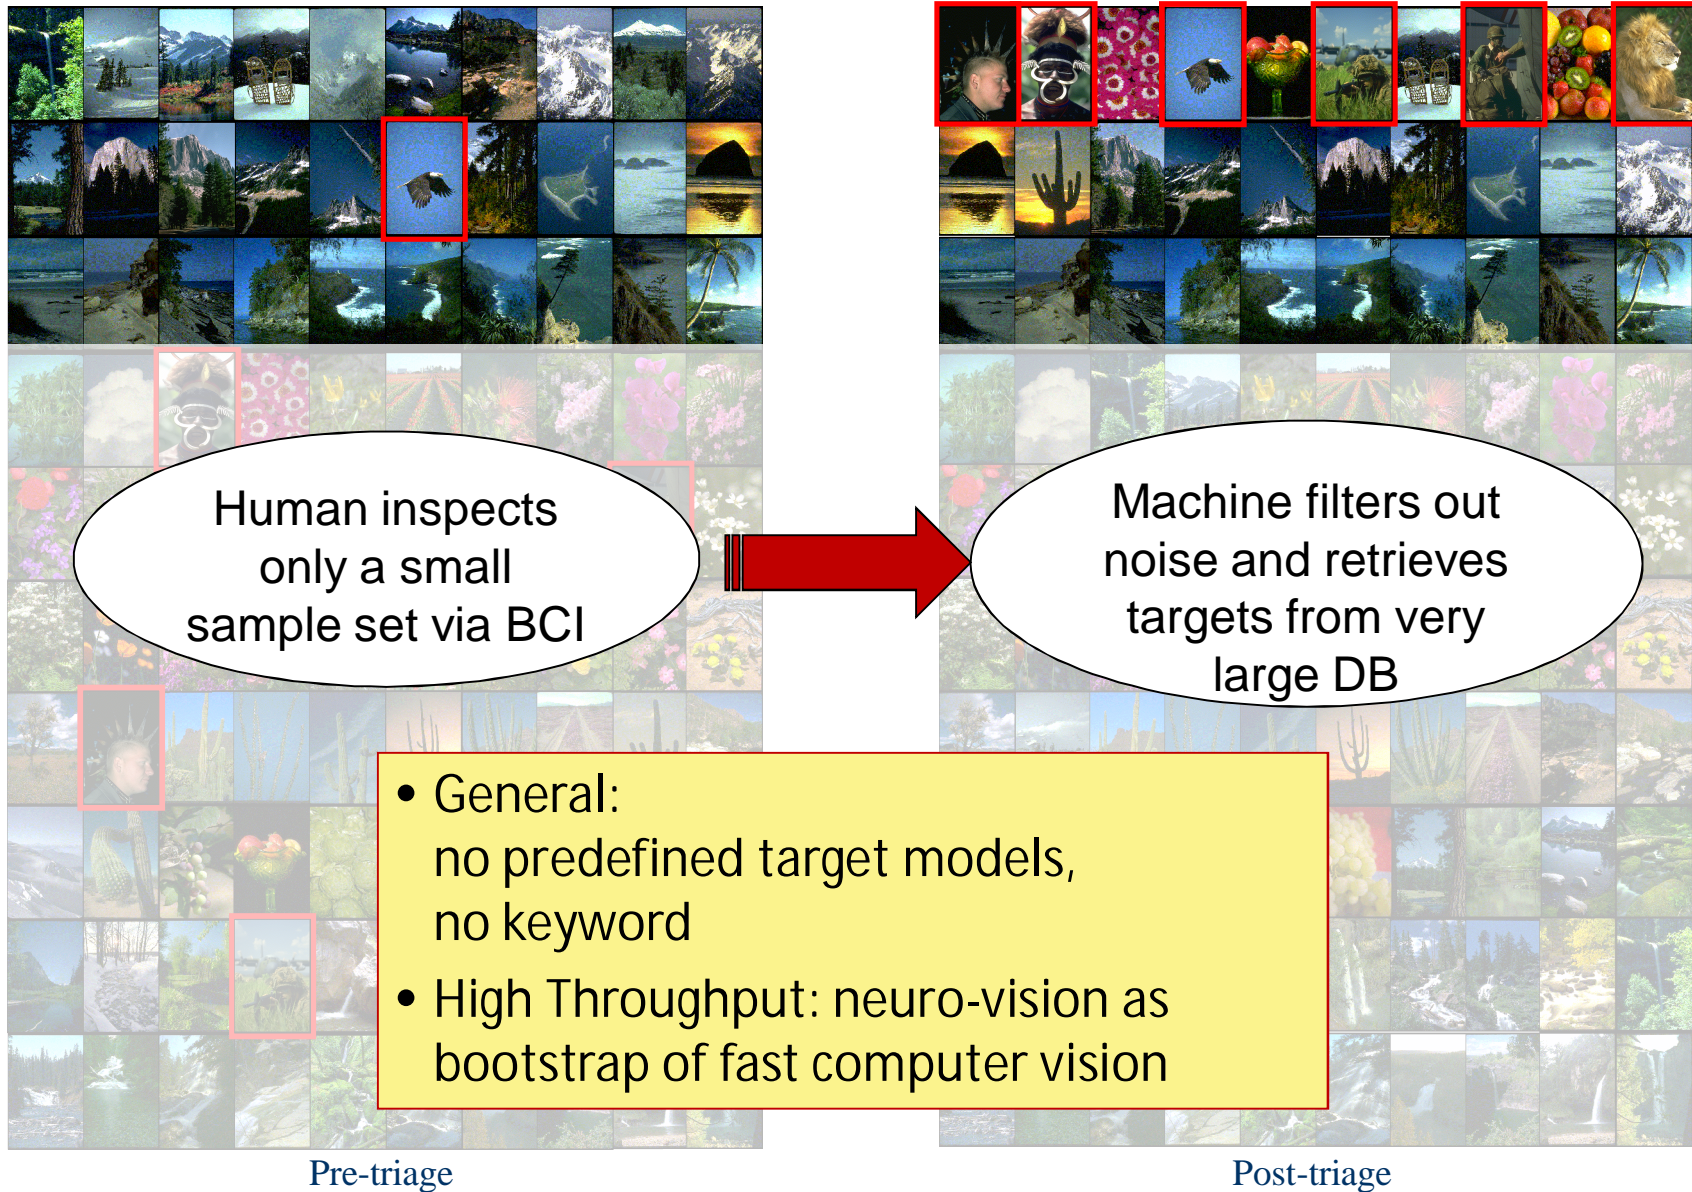 Human inspects
only a small
sample set via BCI
Machine filters out
noise and retrieves
targets from very
large DB
• General:
no predefined target models,
no keyword
• High Throughput: neuro-vision as
bootstrap of fast computer vision
Pre-triage
Post-triage